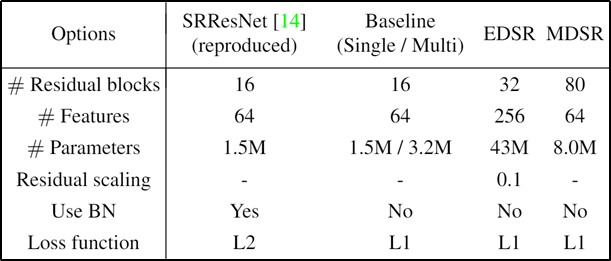 Options SRResNet [14] (reproduced) Baseline (Single / Multi) EDSR MDSR
# Residual blocks 16 16 32 80
# Features 64 64 256 64
# Parameters 1.5M 1.5M / 3.2M 43M 8.0M
Residual scaling - - 0.1 -
Use BN Yes No No No
Loss function L2 L1 L1 L1